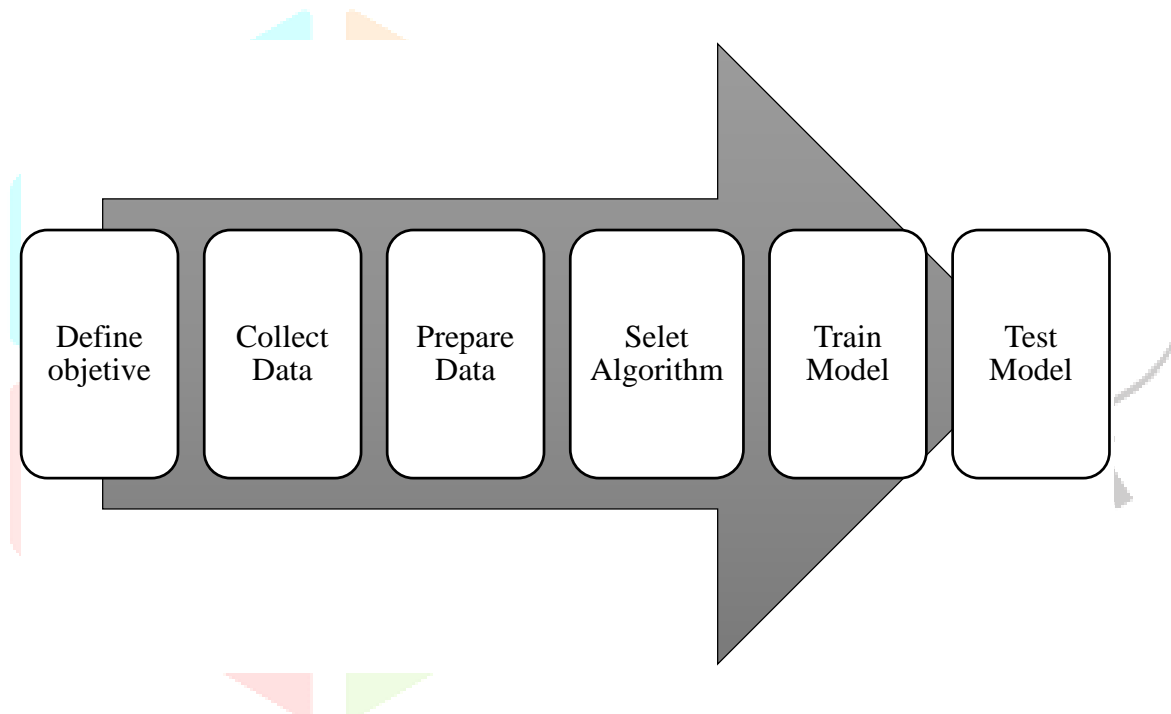 Define
objetive
Collect
Data
Prepare
Data
Selet
Algorithm
Train
Model
Test
Model